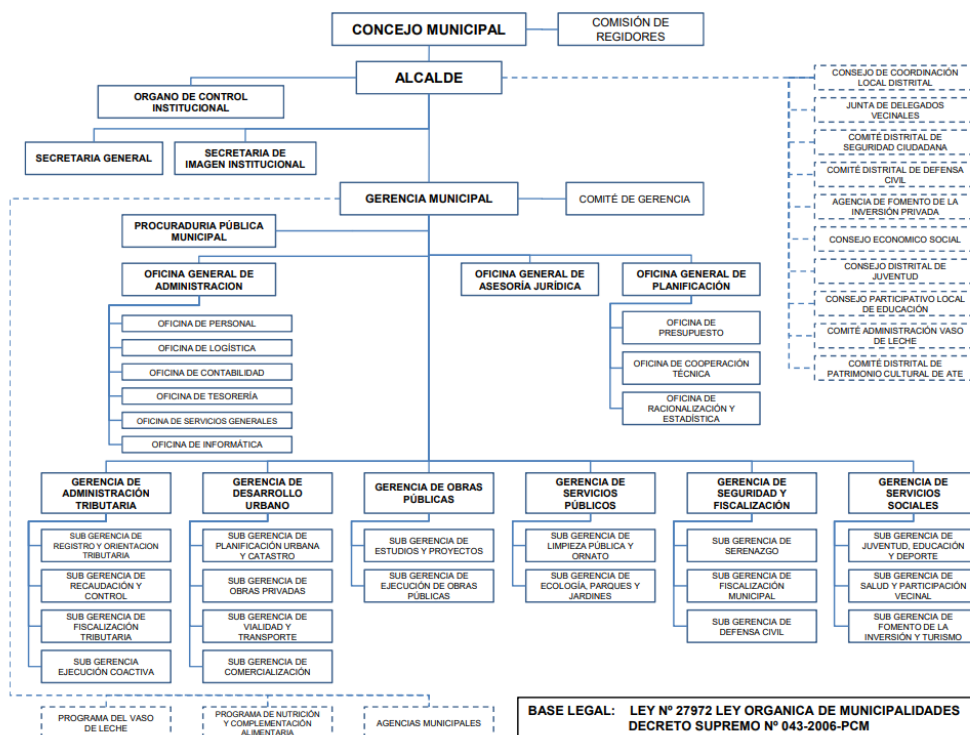 CONCEJO MUNICIPAL
COMISIÓN DE
REGIDORES
ALCALDE
ORGANO DE CONTROL
INSTITUCIONAL
SECRETARIA GENERAL
SECRETARIA DE
IMAGEN INSTITUCIONAL
CONSEJO DE COORDINACIÓN
LOCAL DISTRITAL
JUNTA DE DELEGADOS
VECINALES
COMITÉ DISTRITAL DE
SEGURIDAD CIUDADANA
COMITÉ DISTRITAL DE DEFENSA
CIVIL
AGENCIA DE FOMENTO DE LA
INVERSIÓN PRIVADA
CONSEJO ECONOMICO SOCIAL
CONSEJO DISTRITAL DE
JUVENTUD
CONSEJO PARTICIPATIVO LOCAL
DE EDUCACIÓN
COMITÉ ADMINISTRACIÓN VASO
DE LECHE
COMITÉ DISTRITAL DE
PATRIMONIO CULTURAL DE ATE
GERENCIA MUNICIPAL
COMITÉ DE GERENCIA
PROCURADURIA PÚBLICA
MUNICIPAL
OFICINA GENERAL DE
ADMINISTRACION
OFICINA DE PERSONAL
OFICINA DE LOGÍSTICA
OFICINA DE CONTABILIDAD
OFICINA DE TESORERÍA
OFICINA DE SERVICIOS GENERALES
OFICINA DE INFORMÁTICA
OFICINA GENERAL DE
ASESORÍA JURÍDICA
OFICINA GENERAL DE
PLANIFICACIÓN
OFICINA DE
PRESUPUESTO
OFICINA DE COOPERACIÓN
TÉCNICA
OFICINA DE
RACIONALIZACIÓN Y
ESTADÍSTICA
GERENCIA DE
ADMINISTRACIÓN
TRIBUTARIA
SUB GERENCIA DE
REGISTRO Y ORIENTACION
TRIBUTARIA
SUB GERENCIA DE
RECAUDACIÓN Y
CONTROL
SUB GERENCIA DE
FISCALIZACIÓN
TRIBUTARIA
SUB GERENCIA
EJECUCIÓN COACTIVA
GERENCIA DE
DESARROLLO
URBANO
SUB GERENCIA DE
PLANIFICACIÓN URBANA
Y CATASTRO
SUB GERENCIA DE
OBRAS PRIVADAS
SUB GERENCIA DE
VIALIDAD Y
TRANSPORTE
SUB GERENCIA DE
COMERCIALIZACIÓN
GERENCIA DE OBRAS
PÚBLICAS
SUB GERENCIA DE
ESTUDIOS Y PROYECTOS
SUB GERENCIA DE
EJECUCIÓN DE OBRAS
PÚBLICAS
GERENCIA DE
SERVICIOS
PÚBLICOS
SUB GERENCIA DE
LIMPIEZA PÚBLICA Y
ORNATO
SUB GERENCIA DE
ECOLOGÍA, PARQUES Y
JARDINES
GERENCIA DE
SEGURIDAD Y
FISCALIZACIÓN
SUB GERENCIA DE
SERENAZGO
SUB GERENCIA DE
FISCALIZACIÓN
MUNICIPAL
SUB GERENCIA DE
DEFENSA CIVIL
GERENCIA DE
SERVICIOS
SOCIALES
SUB GERENCIA DE
JUVENTUD, EDUCACIÓN
Y DEPORTE
SUB GERENCIA DE
SALUD Y PARTICIPACIÓN
VECINAL
SUB GERENCIA DE
FOMENTO DE LA
INVERSIÓN Y TURISMO
PROGRAMA DEL VASO
DE LECHE
PROGRAMA DE NUTRICIÓN
Y COMPLEMENTACIÓN
ALIMENTARIA
AGENCIAS MUNICIPALES
BASE LEGAL: LEY Nº 27972 LEY ORGANICA DE MUNICIPALIDADES
DECRETO SUPREMO Nº 043-2006-PCM